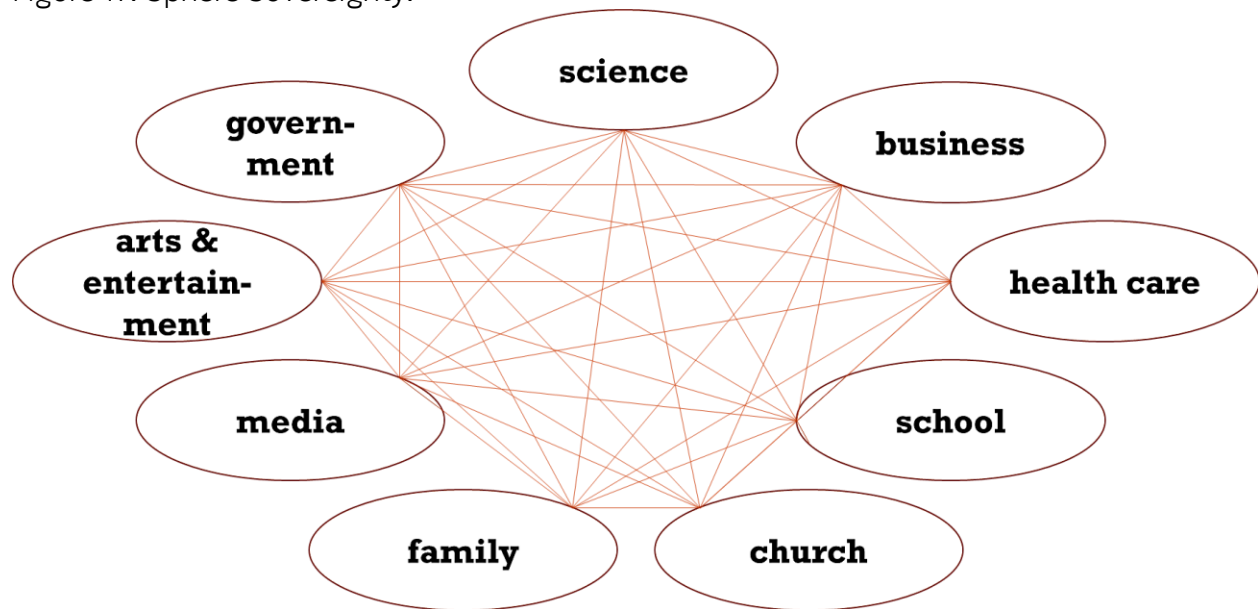 science
govern-
ment
business
arts &
entertain-
ment
health care
media
school
family
church